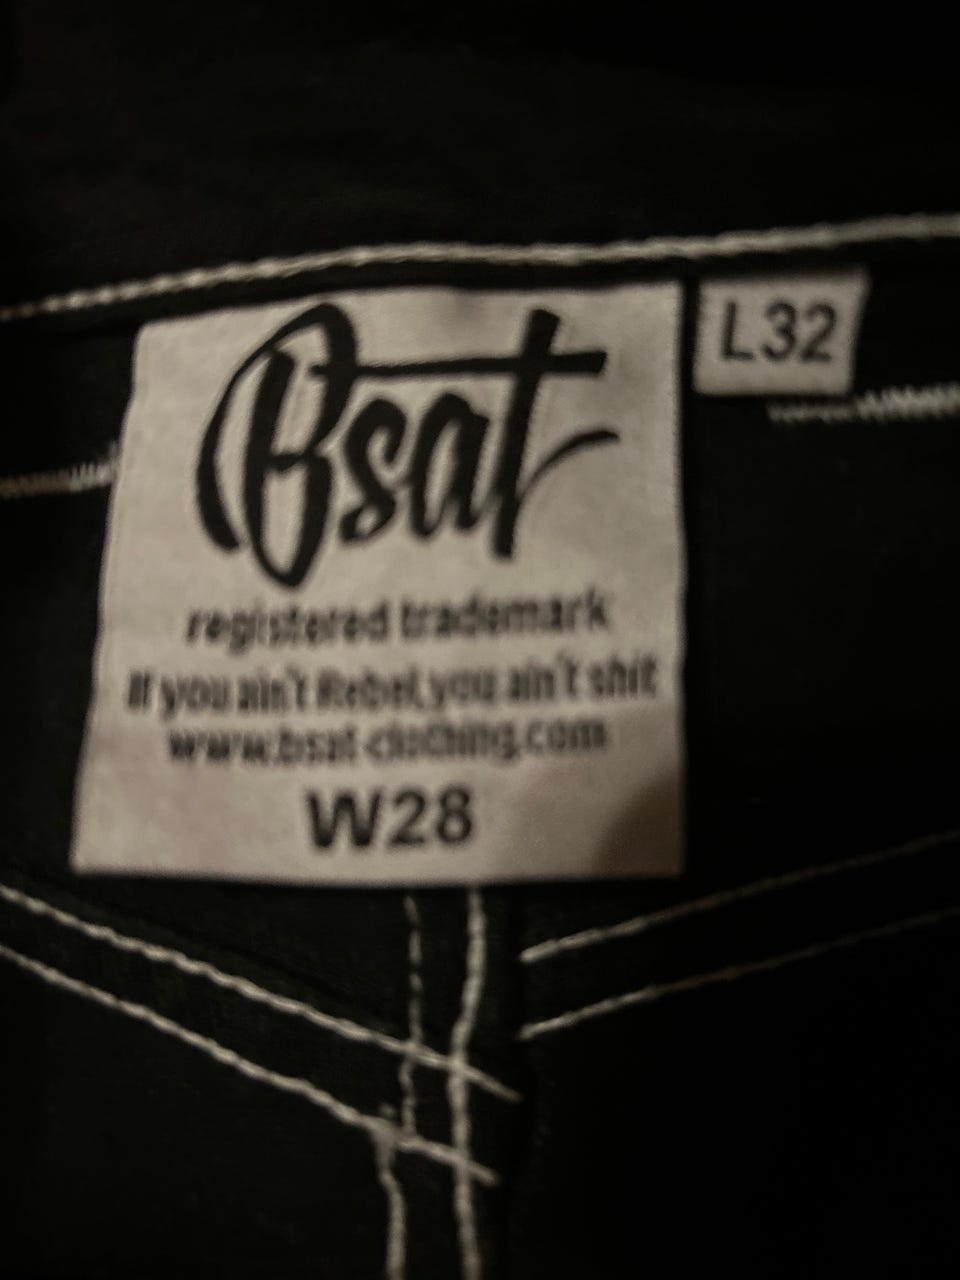 Bsat
L32
registered trademark
If you ain't Rebel, you ain't shit
www.bsat-clothing.com
W28